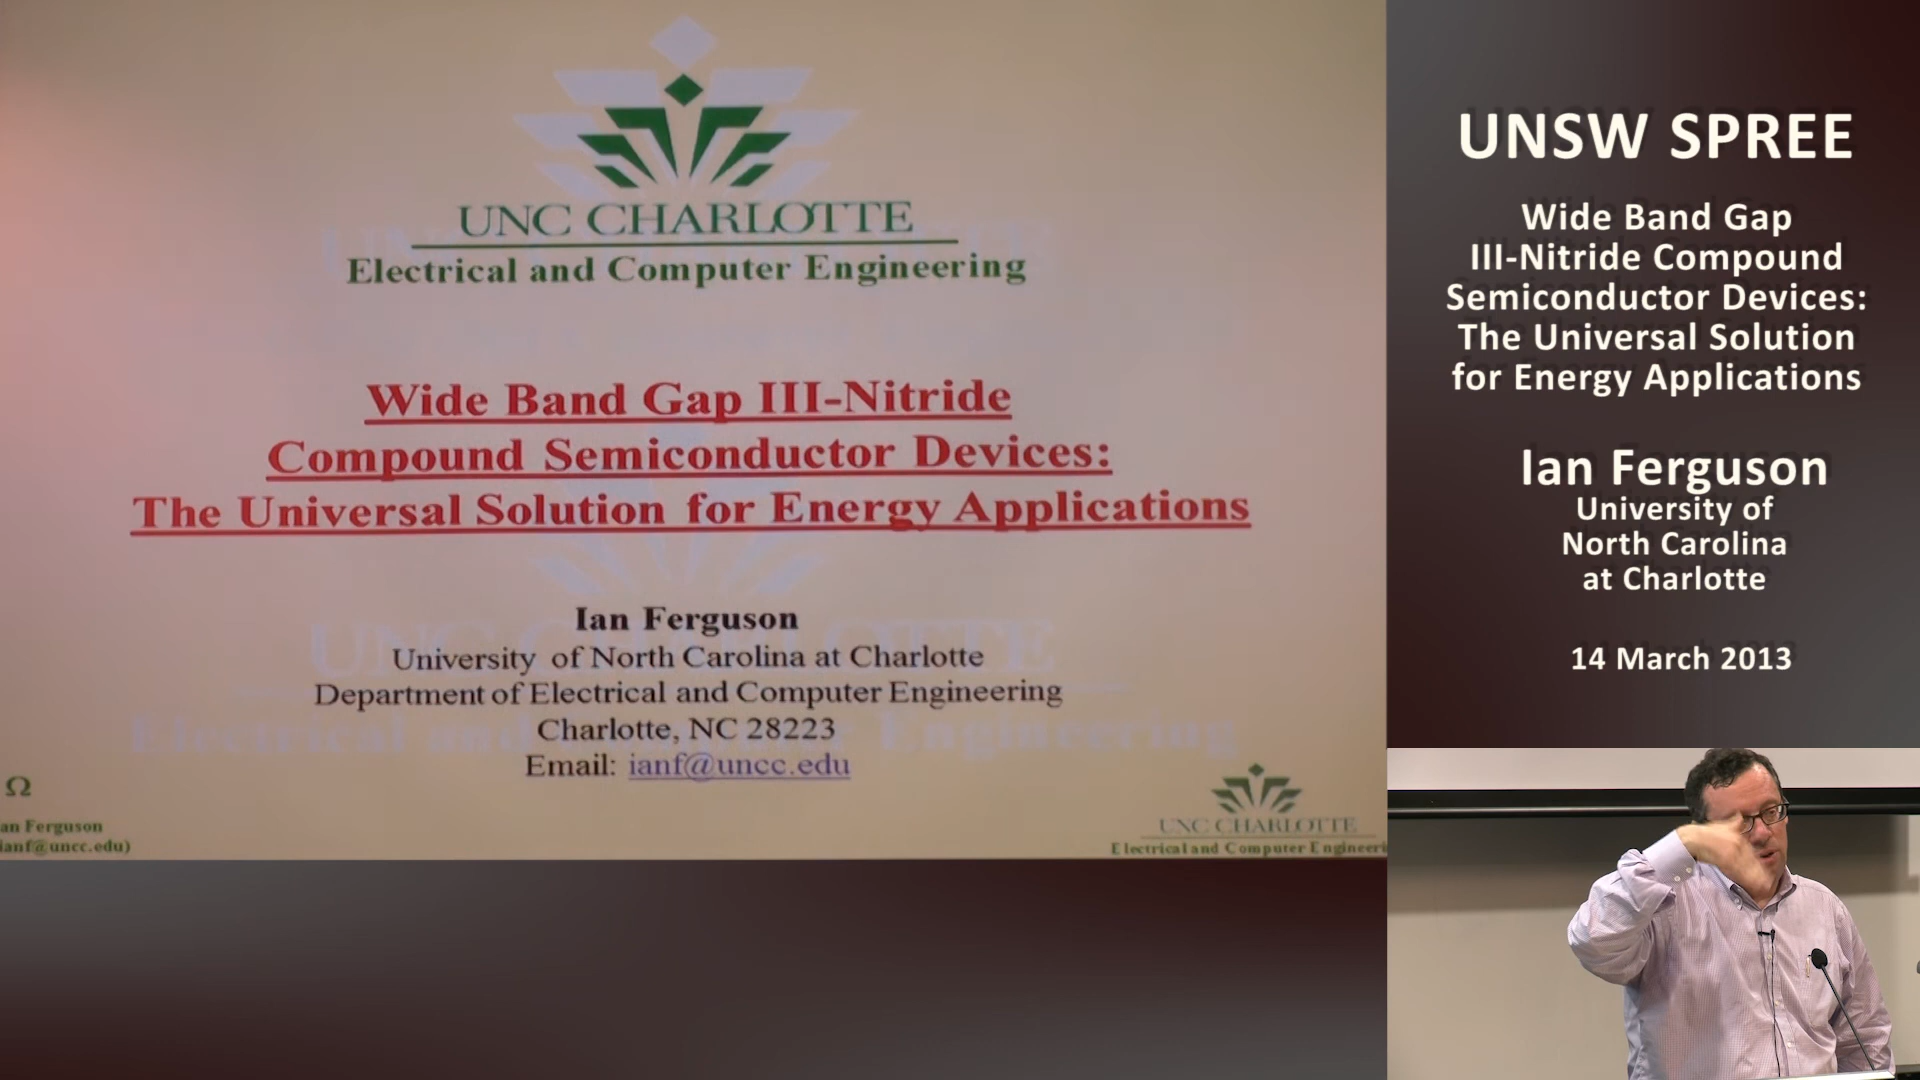 UNC CHARLOTTE
Electrical and Computer Engineering
Wide Band Gap III-Nitride
Compound Semiconductor Devices:
The Universal Solution for Energy Applications
Ian Ferguson
University of North Carolina at Charlotte
Department of Electrical and Computer Engineering
Charlotte, NC 28223
Email: ianf@uncc.edu
Ω
an Ferguson
ianf@uncc.edu)
UNC CHARLOTTE
Electrical and Computer Engineeri
UNSW SPREE
Wide Band Gap
III-Nitride Compound
Semiconductor Devices:
The Universal Solution
for Energy Applications
Ian Ferguson
University of
North Carolina
at Charlotte
14 March 2013